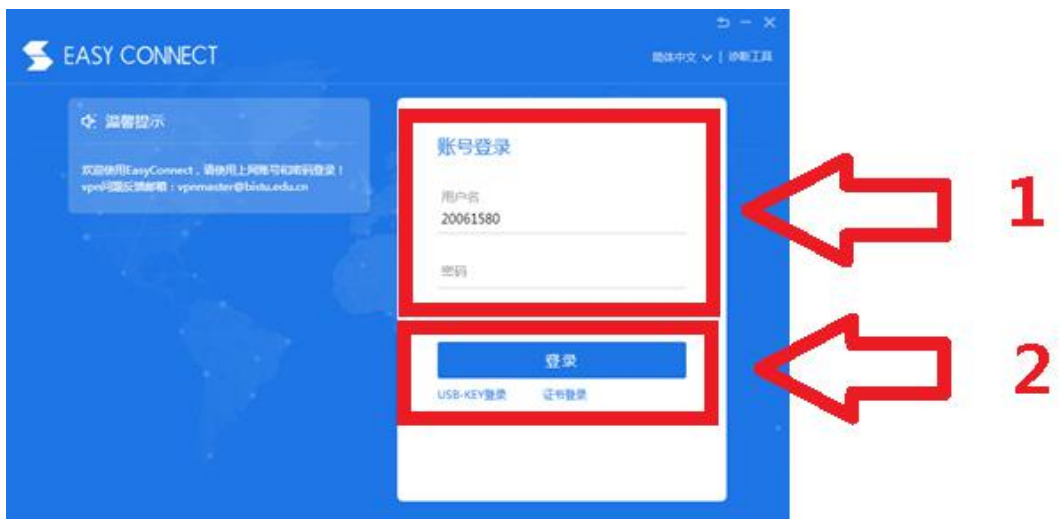 EASY CONNECT
简体中文 | 诊断工具
温馨提示
欢迎使用EasyConnect，请使用上网账号和密码登录！
vpn问题反馈邮箱：vpnmaster@bistu.edu.cn
账号登录
用户名
20061580
密码
1
登录
USB-KEY登录 证书登录
2